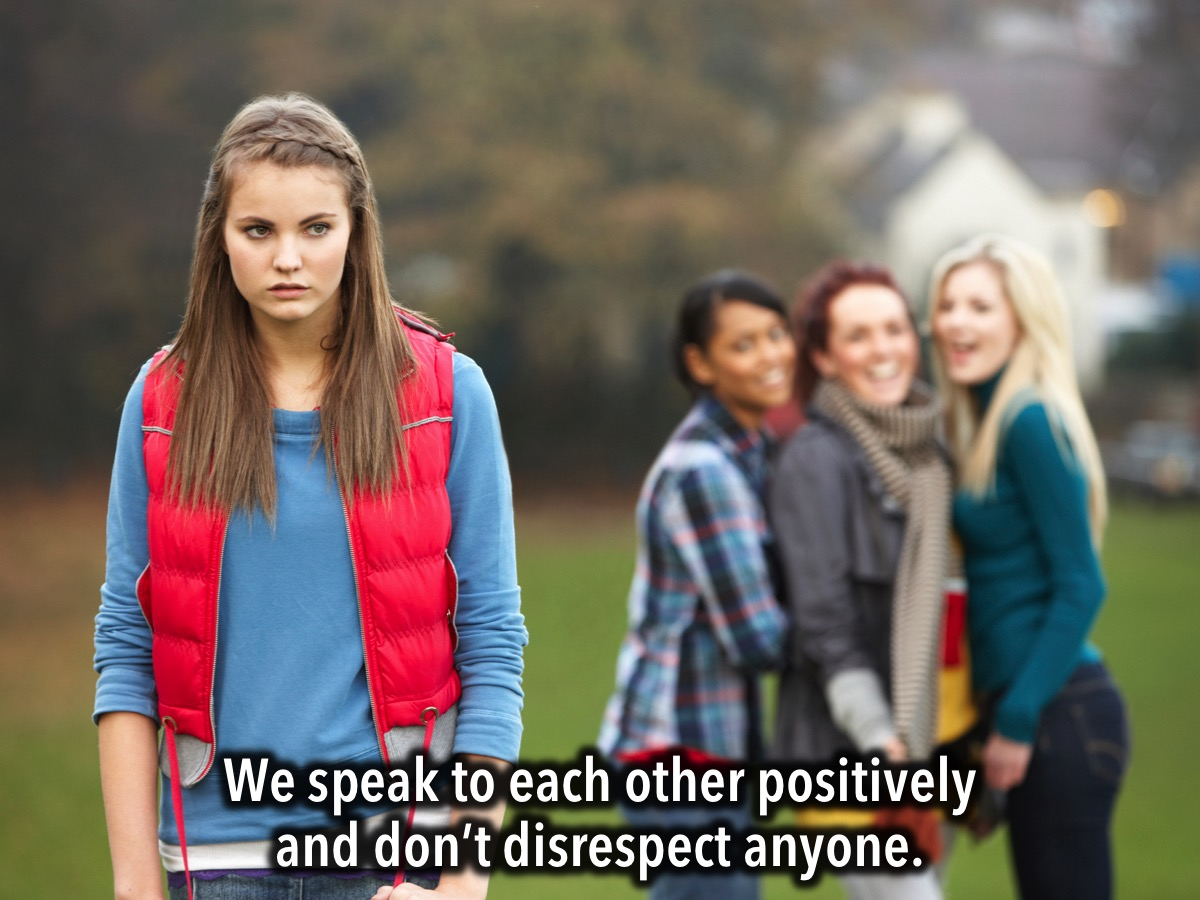 We speak to each other positively
and don’t disrespect anyone.